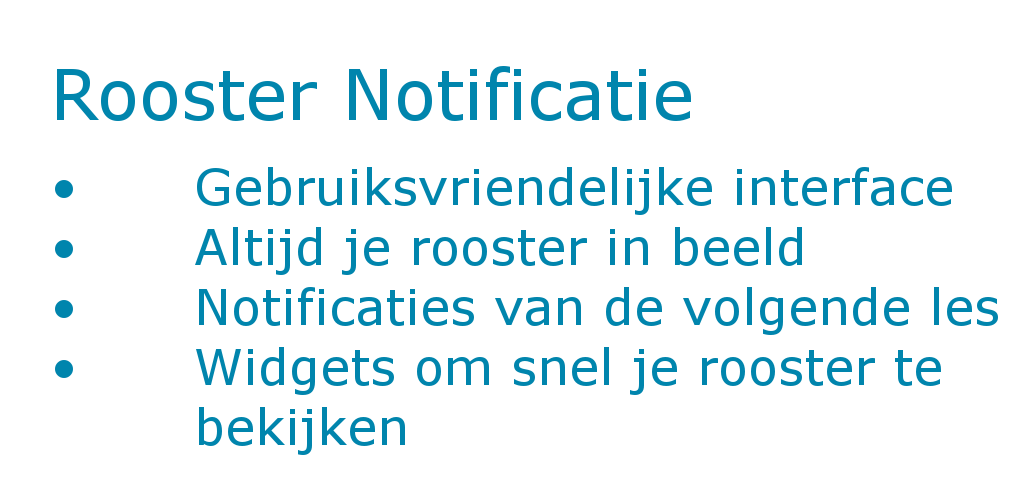 Rooster Notificatie
• Gebruiksvriendelijke interface
• Altijd je rooster in beeld
• Notificaties van de volgende les
• Widgets om snel je rooster te
bekijken